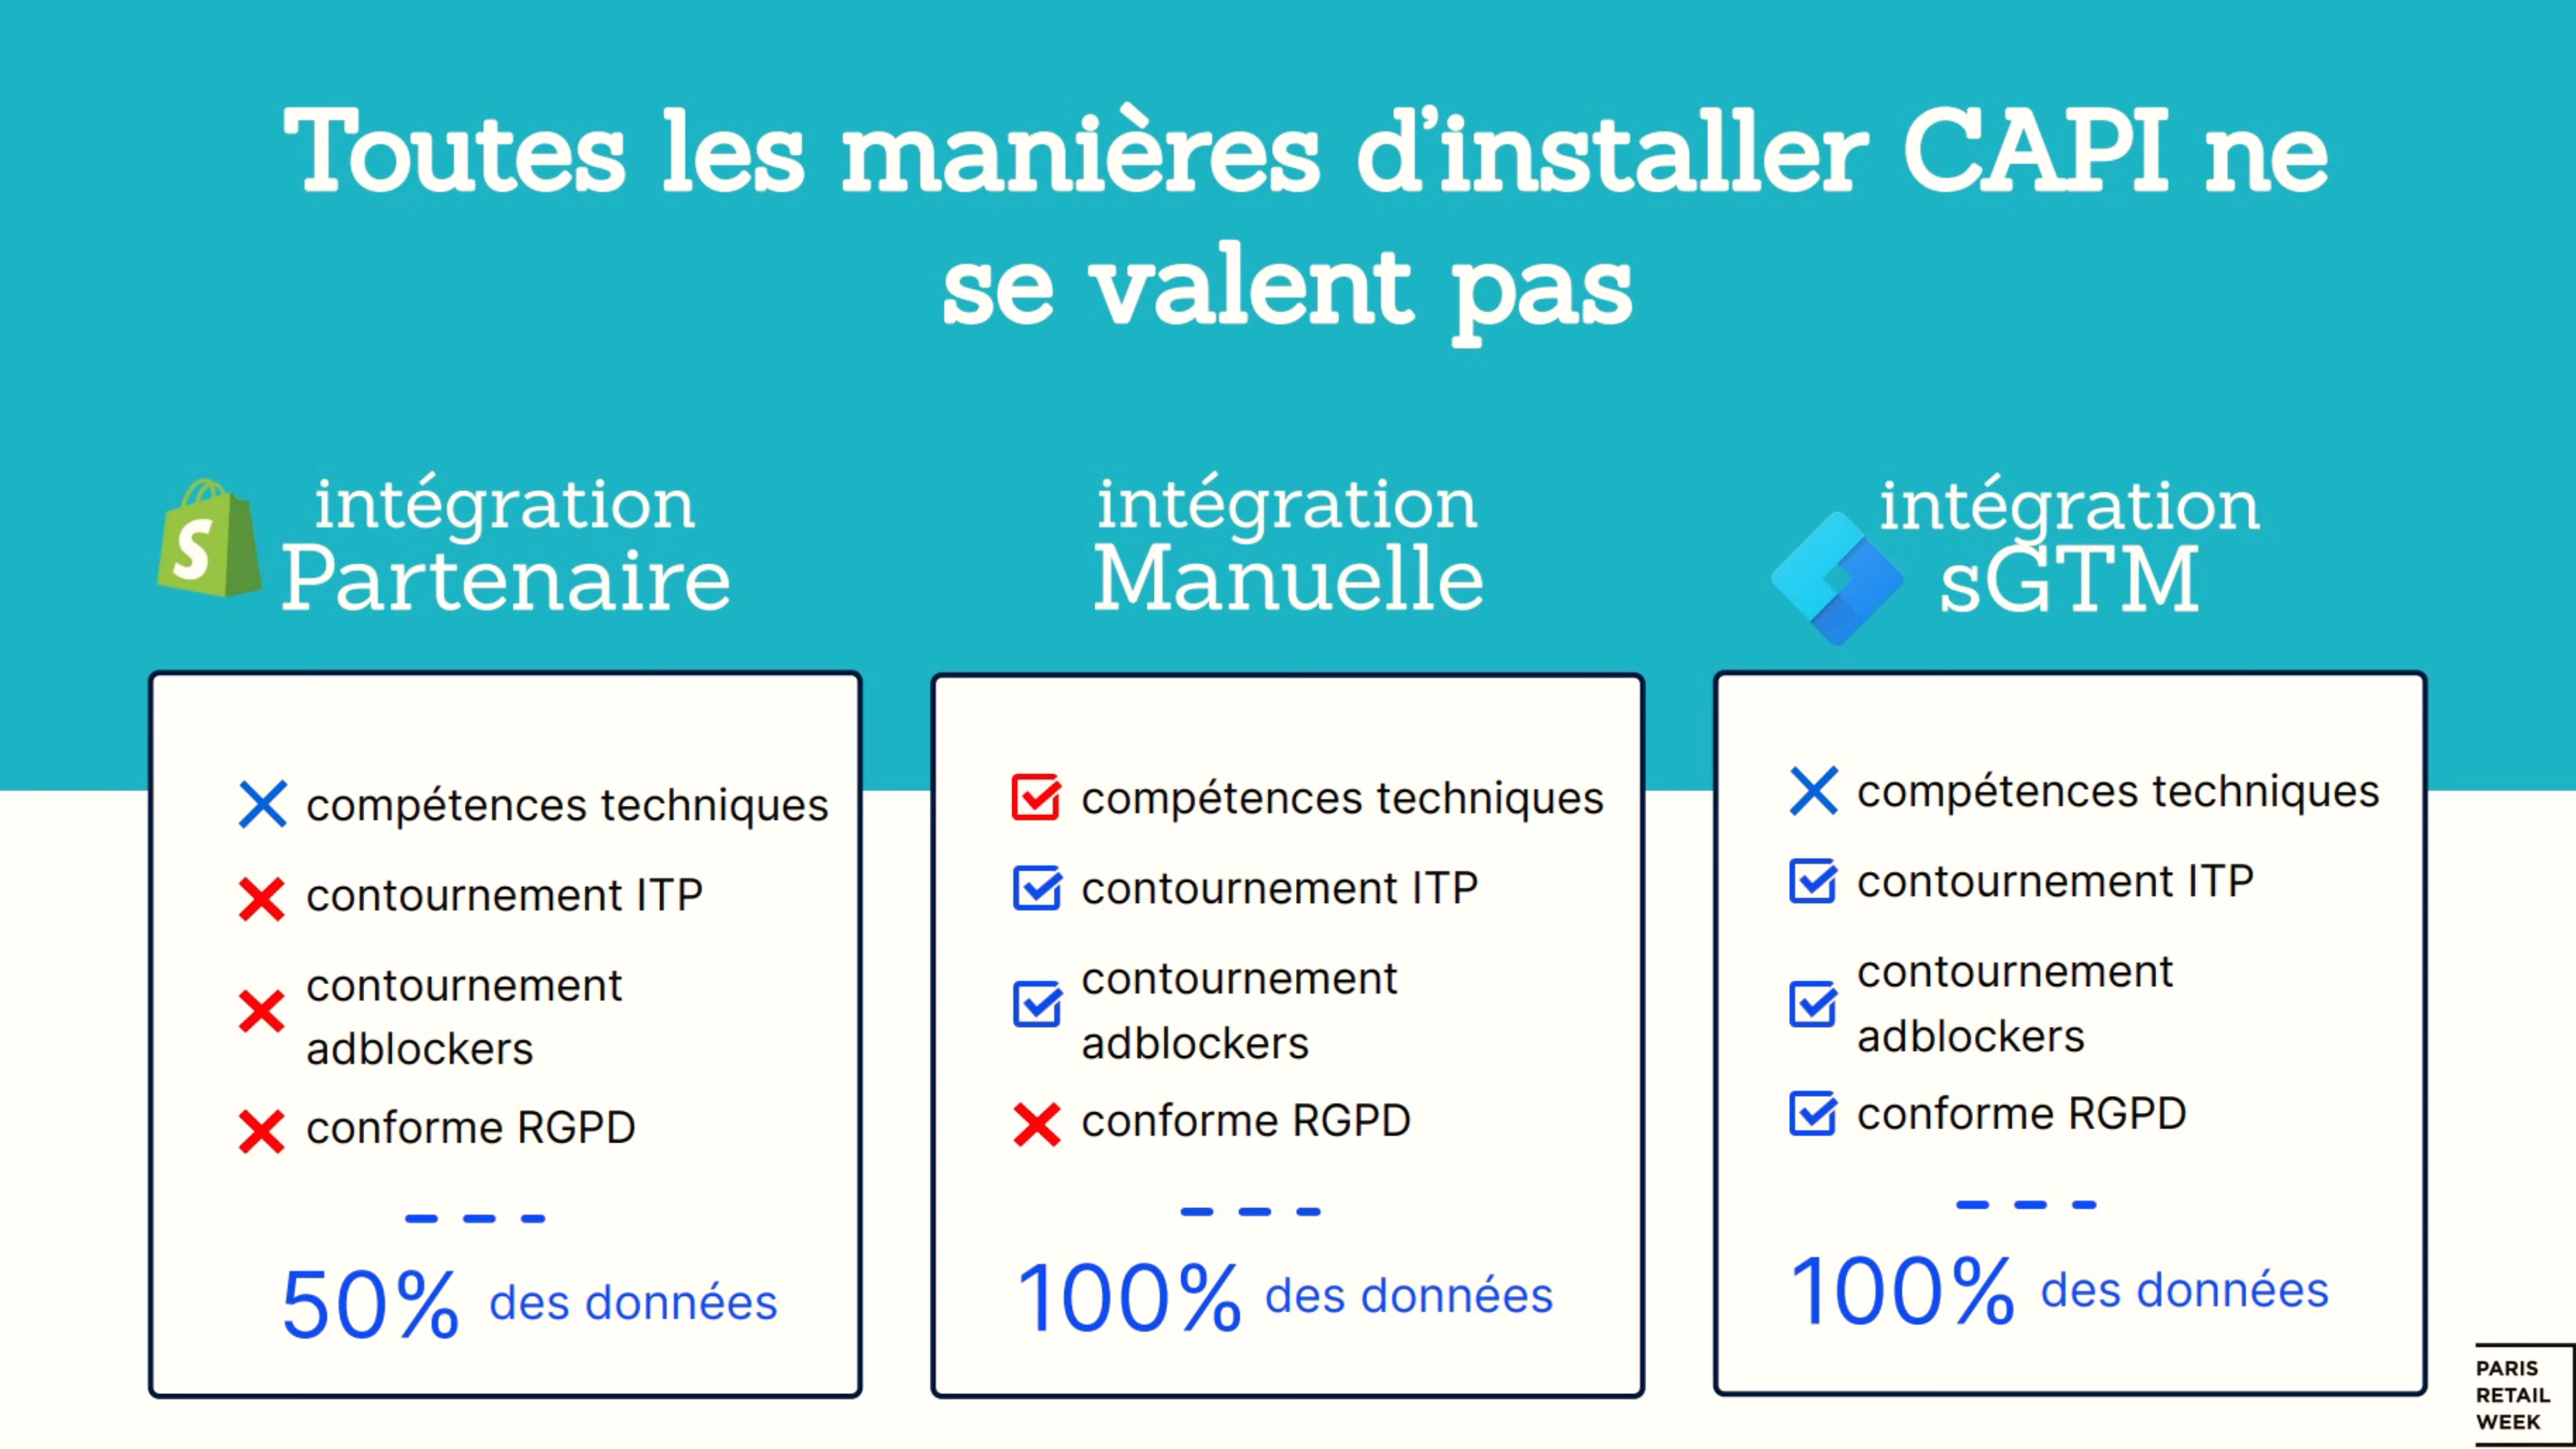 Toutes les manières d'installer CAPI ne
se valent pas
intégration
Partenaire
compétences techniques
contournement ITP
contournement
adblockers
conforme RGPD
50% des données
intégration
Manuelle
compétences techniques
contournement ITP
contournement
adblockers
conforme RGPD
100% des données
intégration
sGTM
compétences techniques
contournement ITP
contournement
adblockers
conforme RGPD
100% des données
PARIS
RETAIL
WEEK